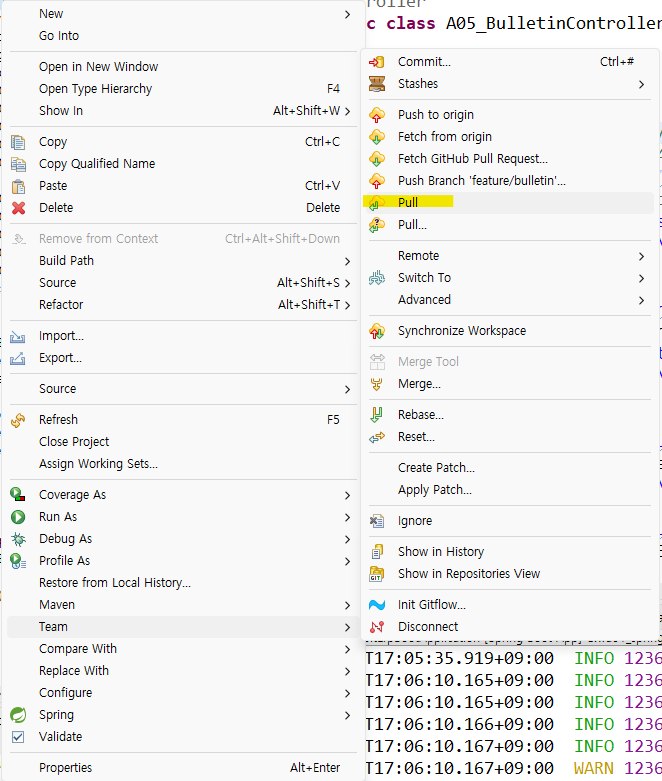 roller
c class A05_BulletinController
New
Go Into
Open in New Window
Open Type Hierarchy F4
Show In Alt+Shift+W
Copy Ctrl+C
Copy Qualified Name
Paste Ctrl+V
Delete Delete
Remove from Context Ctrl+Alt+Shift+Down
Build Path
Source Alt+Shift+S
Refactor Alt+Shift+T
Import...
Export...
Source
Refresh F5
Close Project
Assign Working Sets...
Coverage As
Run As
Debug As
Profile As
Restore from Local History...
Maven
Team
Compare With
Replace With
Configure
Spring
Validate
Properties Alt+Enter
Commit... Ctrl+#
Stashes
Push to origin
Fetch from origin
Fetch GitHub Pull Request...
Push Branch 'feature/bulletin'...
Pull
Pull...
Remote
Switch To
Advanced
Synchronize Workspace
Merge Tool
Merge...
Rebase...
Reset...
Create Patch...
Apply Patch...
Ignore
Show in History
GIT Show in Repositories View
Init Gitflow...
Disconnect
T17:05:35.919+09:00 INFO 1236
T17:06:10.165+09:00 INFO 1236
T17:06:10.165+09:00 INFO 1236
T17:06:10.166+09:00 INFO 1236
T17:06:10.167+09:00 INFO 1236
T17:06:10.167+09:00 WARN 1236